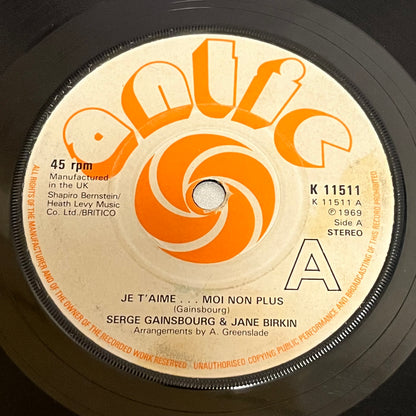 antic
45 rpm
Manufactured
in the UK
Shapiro Bernstein/
Heath Levy Music
Co. Ltd./BRITICO
K 11511
K 11511 A
℗ 1969
Side A
STEREO
A
JE T'AIME . . . MOI NON PLUS
(Gainsbourg)
SERGE GAINSBOURG & JANE BIRKIN
Arrangements by A. Greenslade
ALL RIGHTS OF THE MANUFACTURER AND OF THE OWNER OF THE RECORDED WORK RESERVED · UNAUTHORISED COPYING PUBLIC PERFORMANCE AND BROADCASTING OF THIS RECORD PROHIBITED